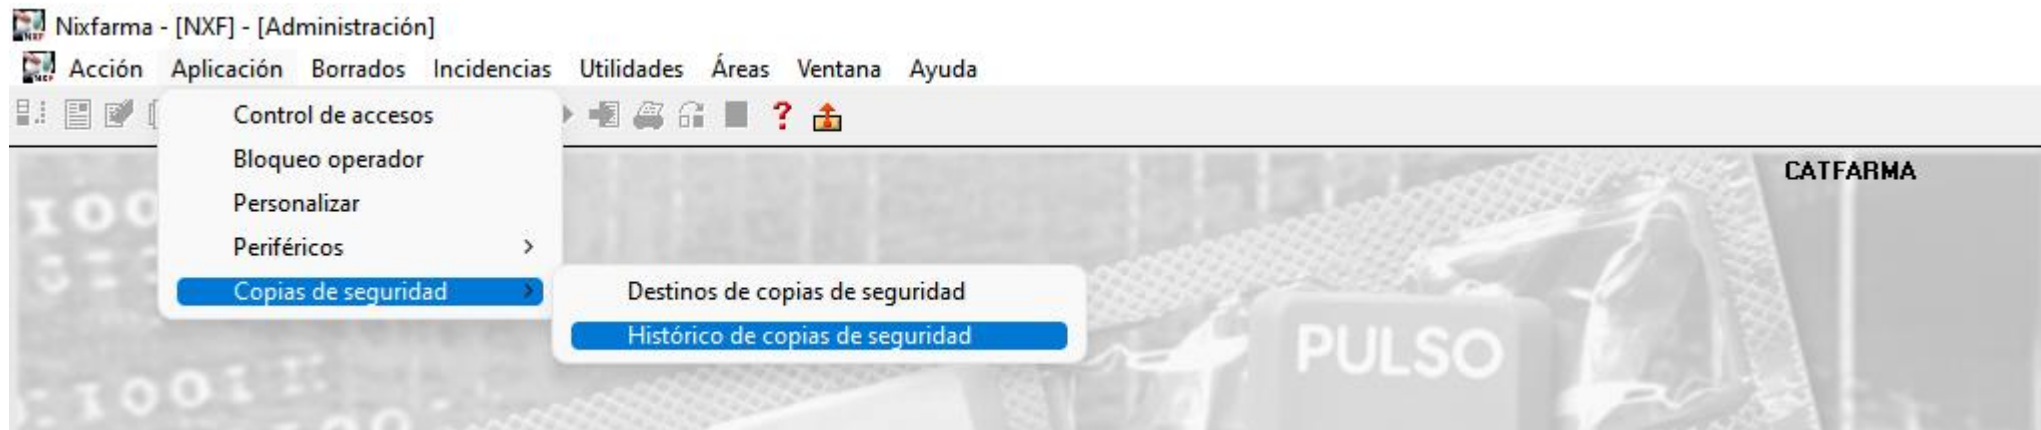 Nixfarma - [NXF] - [Administración]
Acción Aplicación Borrados Incidencias Utilidades Áreas Ventana Ayuda
?
Control de accesos
Bloqueo operador
Personalizar
Periféricos >
Copias de seguridad >
Destinos de copias de seguridad
Histórico de copias de seguridad
CATFARMA
PULSO